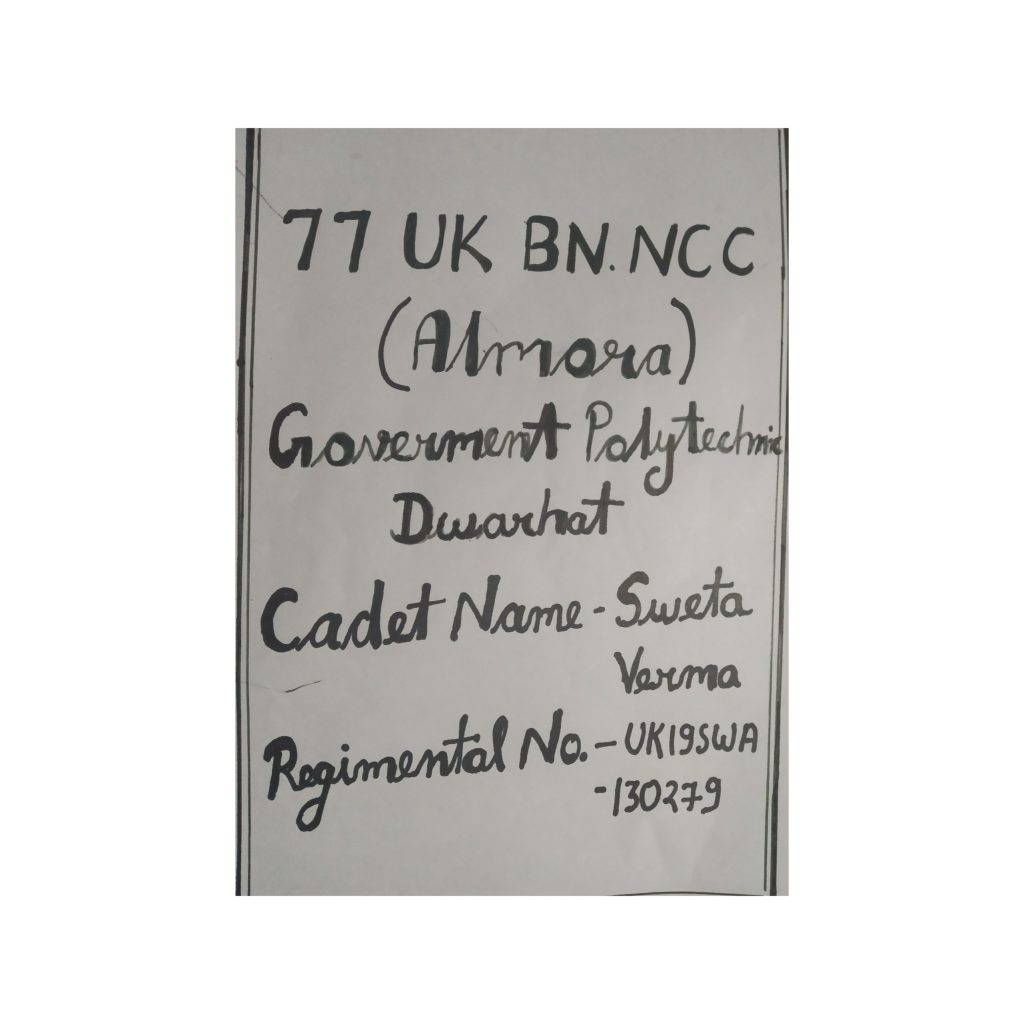 77 UK BN. NCC
(Almora)
Goverment Polytechnic
Dwarhat
Cadet Name - Sweta
Verma
Regimental No. - UK19SWA
-130279